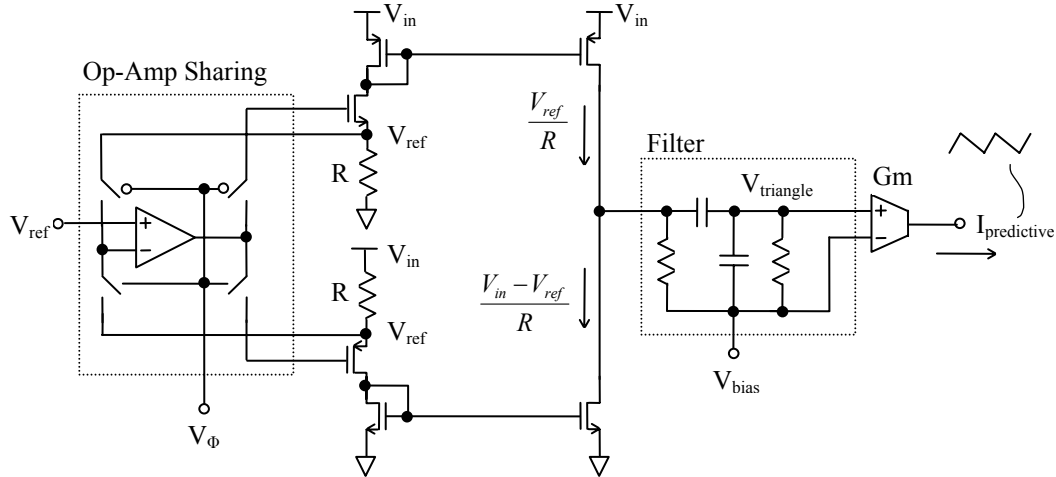 V_in
V_in
Op-Amp Sharing
V_ref
V_ref / R
Filter
R
V_triangle
Gm
V_ref
+
−
+
−
I_predictive
V_in
R
V_in − V_ref / R
V_ref
V_bias
V_Φ